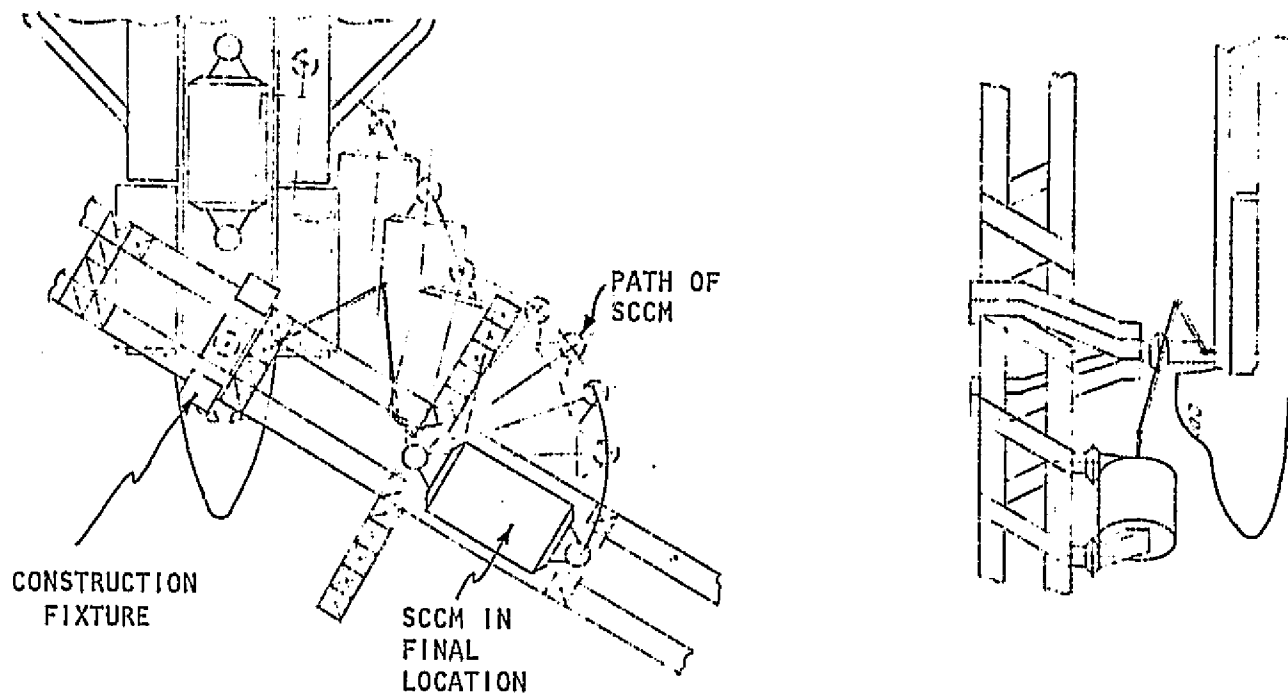 PATH OF
SCCM
CONSTRUCTION
FIXTURE
SCCM IN
FINAL
LOCATION